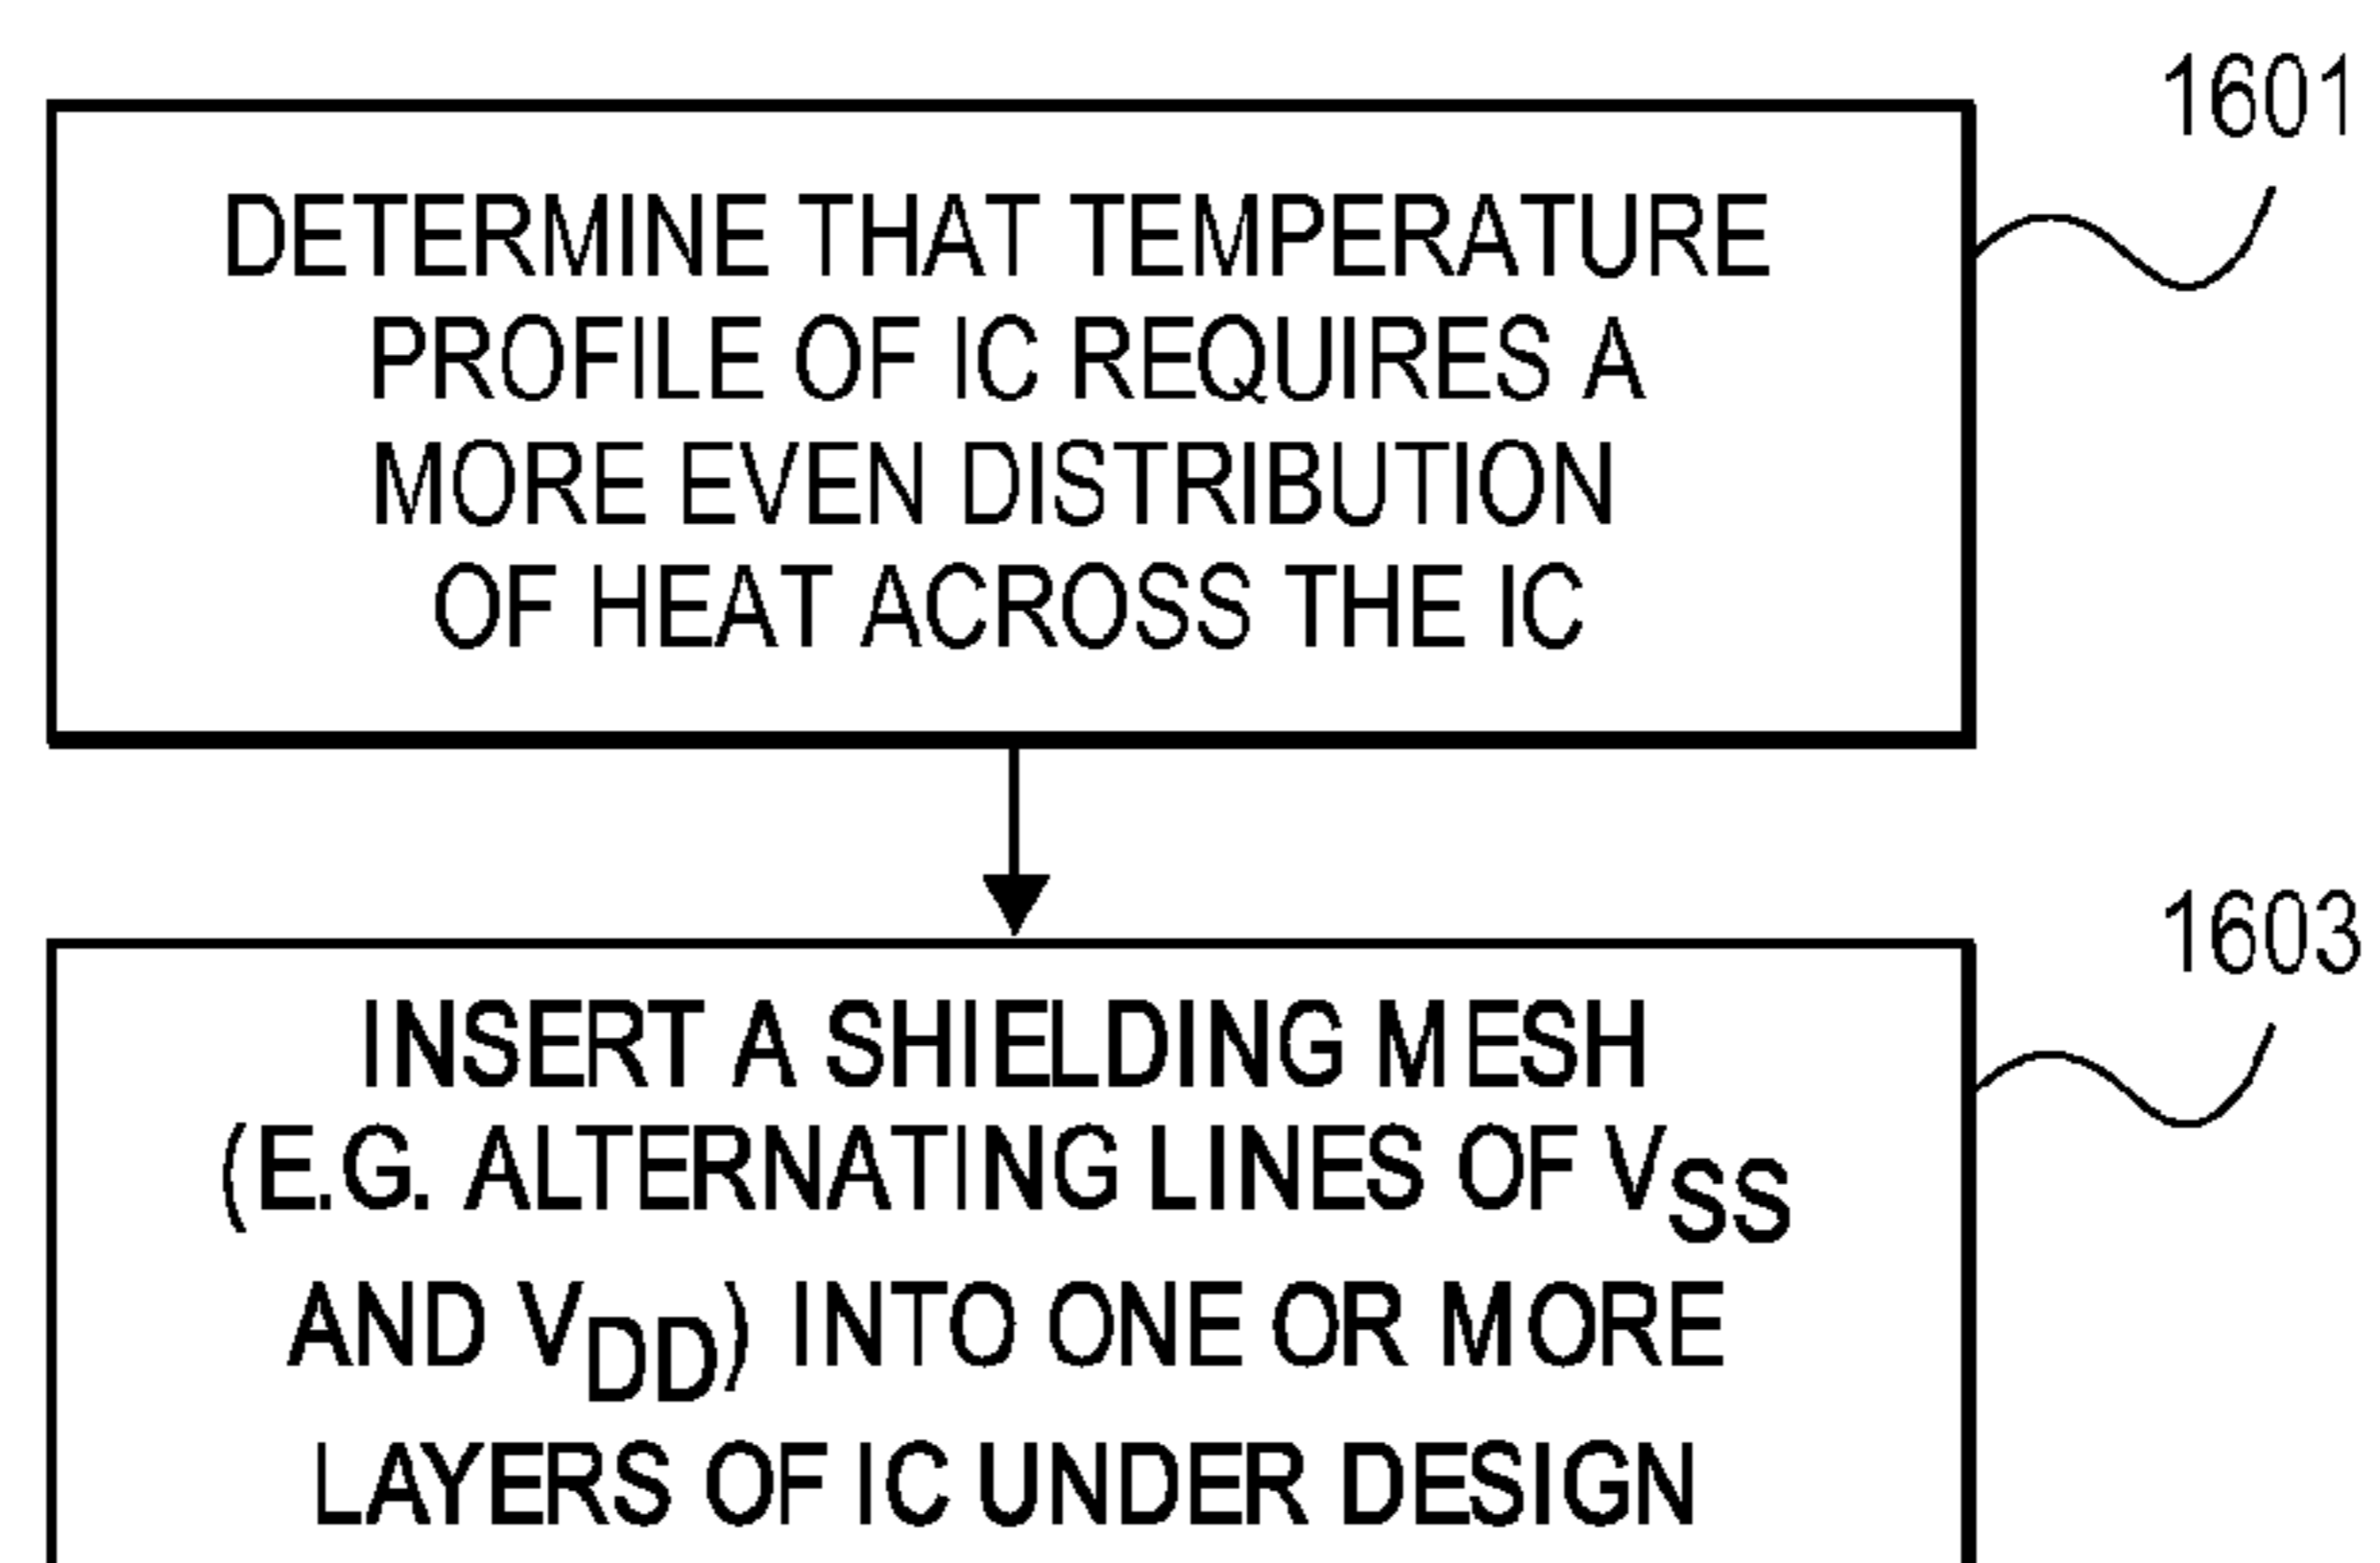 1601
DETERMINE THAT TEMPERATURE
PROFILE OF IC REQUIRES A
MORE EVEN DISTRIBUTION
OF HEAT ACROSS THE IC
1603
INSERT A SHIELDING MESH
(E.G. ALTERNATING LINES OF VSS
AND VDD) INTO ONE OR MORE
LAYERS OF IC UNDER DESIGN